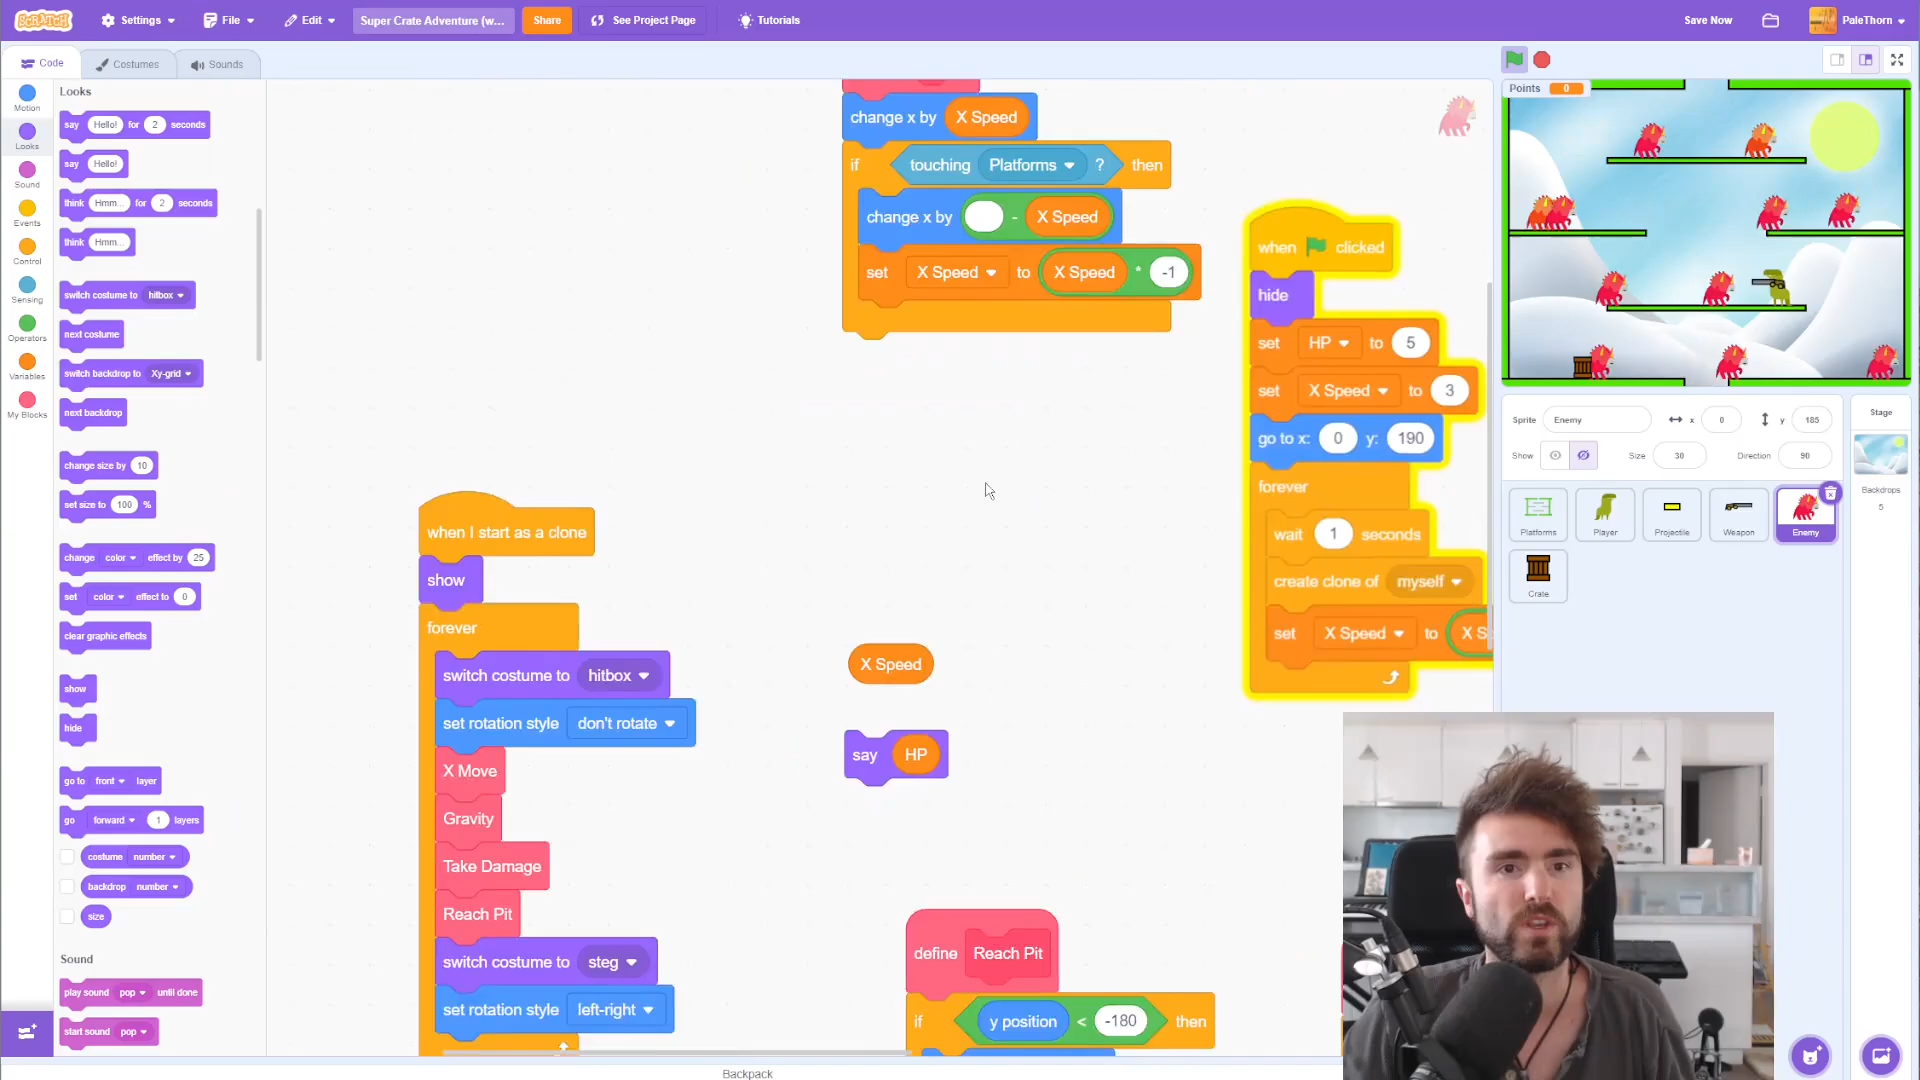 SCRATCH
Settings
File
Edit
Super Crate Adventure (w...
Share
See Project Page
Tutorials
Save Now
PaleThorn
Code
Costumes
Sounds
Motion
Looks
Sound
Events
Control
Sensing
Operators
Variables
My Blocks
Looks
say Hello! for 2 seconds
say Hello!
think Hmm... for 2 seconds
think Hmm...
switch costume to hitbox
next costume
switch backdrop to Xy-grid
next backdrop
change size by 10
set size to 100 %
change color effect by 25
set color effect to 0
clear graphic effects
show
hide
go to front layer
go forward 1 layers
costume number
backdrop number
size
Sound
play sound pop until done
start sound pop
change x by X Speed
if touching Platforms ? then
change x by - X Speed
set X Speed to X Speed * -1
when I start as a clone
show
forever
switch costume to hitbox
set rotation style don't rotate
X Move
Gravity
Take Damage
Reach Pit
switch costume to steg
set rotation style left-right
X Speed
say HP
define Reach Pit
if y position < -180 then
when clicked
hide
set HP to 5
set X Speed to 3
go to x: 0 y: 190
forever
wait 1 seconds
create clone of myself
set X Speed to X S
Points 0
Sprite Enemy x 0 y 185
Show Size 30 Direction 90
Platforms
Player
Projectile
Weapon
Enemy
Crate
Stage
Backdrops
5
Backpack